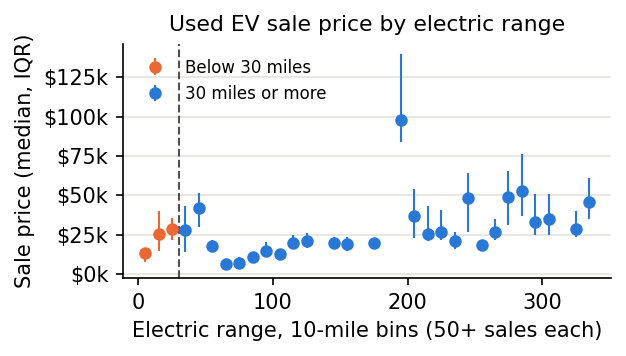 Used EV sale price by electric range
Sale price (median, IQR)
$125k
$100k
$75k
$50k
$25k
$0k
Below 30 miles
30 miles or more
0
100
200
300
Electric range, 10-mile bins (50+ sales each)